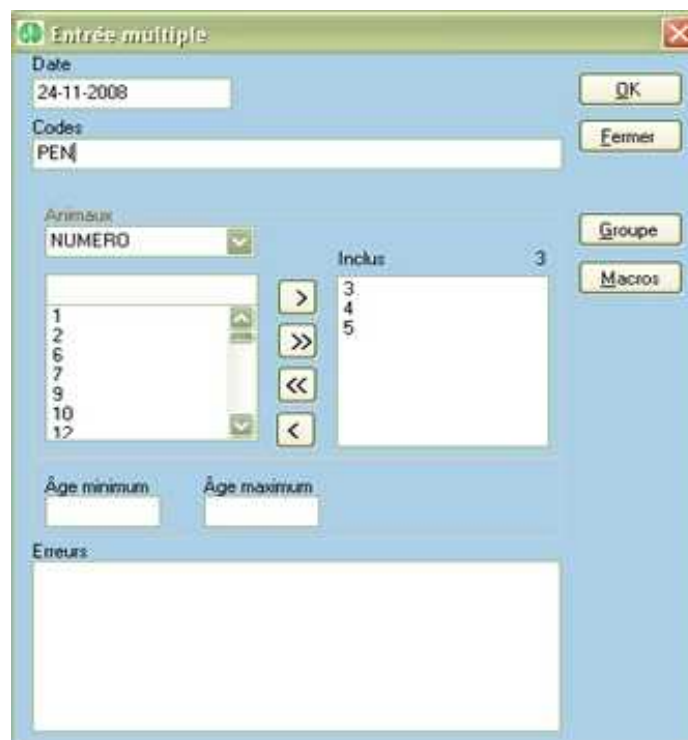 Entrée multiple
Date
24-11-2008
OK
Codes
Fermer
PEN
Animaux
NUMERO
Groupe
Inclus 3
Macros
1
2
6
7
9
10
12
>
>>
<<
<
3
4
5
Âge minimum Âge maximum
Erreurs